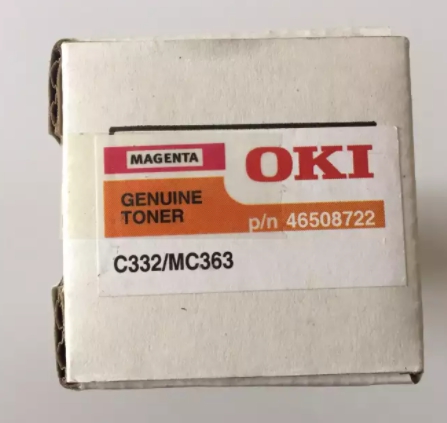 MAGENTA
OKI
GENUINE
TONER
p/n 46508722
C332/MC363